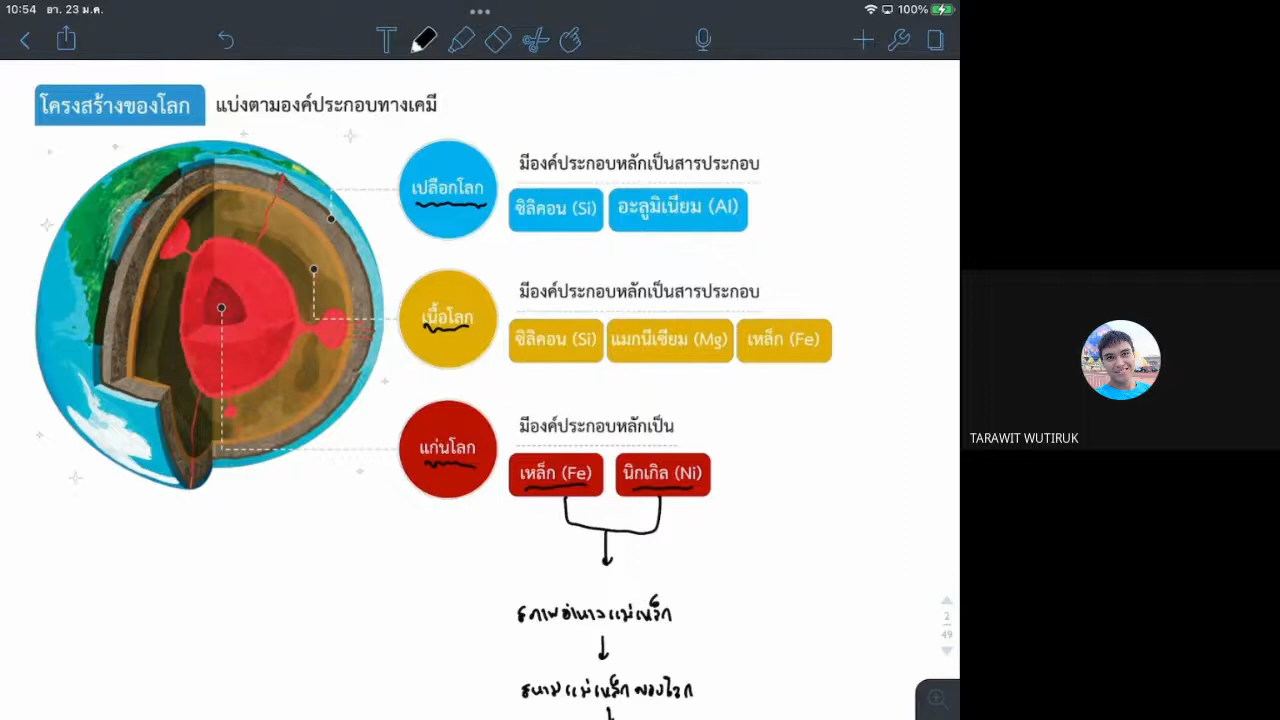 10:54 อา. 23 ม.ค.
100%
โครงสร้างของโลก แบ่งตามองค์ประกอบทางเคมี
เปลือกโลก
มีองค์ประกอบหลักเป็นสารประกอบ
ซิลิคอน (Si) อะลูมิเนียม (Al)
เนื้อโลก
มีองค์ประกอบหลักเป็นสารประกอบ
ซิลิคอน (Si) แมกนีเซียม (Mg) เหล็ก (Fe)
แก่นโลก
มีองค์ประกอบหลักเป็น
เหล็ก (Fe) นิกเกิล (Ni)
สภาพอำนาจแม่เหล็ก
สนามแม่เหล็กของโลก
2
49
TARAWIT WUTIRUK